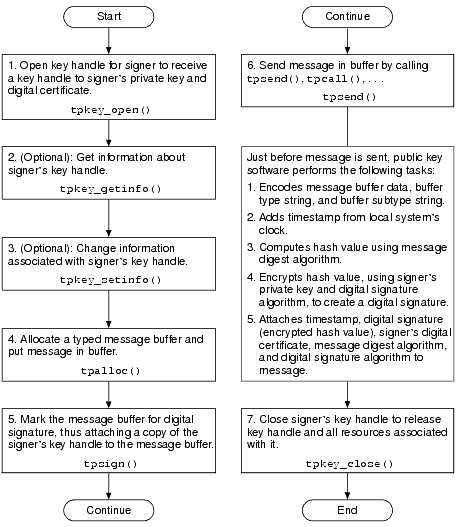 Start
1. Open key handle for signer to receive
a key handle to signer's private key and
digital certificate.
tpkey_open()
2. (Optional): Get information about
signer's key handle.
tpkey_getinfo()
3. (Optional): Change information
associated with signer's key handle.
tpkey_setinfo()
4. Allocate a typed message buffer and
put message in buffer.
tpalloc()
5. Mark the message buffer for digital
signature, thus attaching a copy of the
signer's key handle to the message buffer.
tpsign()
Continue
Continue
6. Send message in buffer by calling
tpsend(), tpcall(),...
tpsend()
Just before message is sent, public key
software performs the following tasks:
1. Encodes message buffer data, buffer
type string, and buffer subtype string.
2. Adds timestamp from local system's
clock.
3. Computes hash value using message
digest algorithm.
4. Encrypts hash value, using signer's
private key and digital signature
algorithm, to create a digital signature.
5. Attaches timestamp, digital signature
(encrypted hash value), signer's digital
certificate, message digest algorithm,
and digital signature algorithm to
message.
7. Close signer's key handle to release
key handle and all resources associated
with it.
tpkey_close()
End